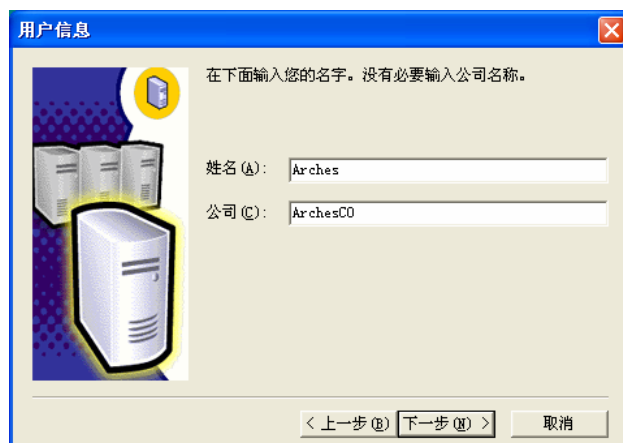 用户信息
在下面输入您的名字。没有必要输入公司名称。
姓名(A): Arches
公司(C): ArchesCO
< 上一步(B) 下一步(N) > 取消